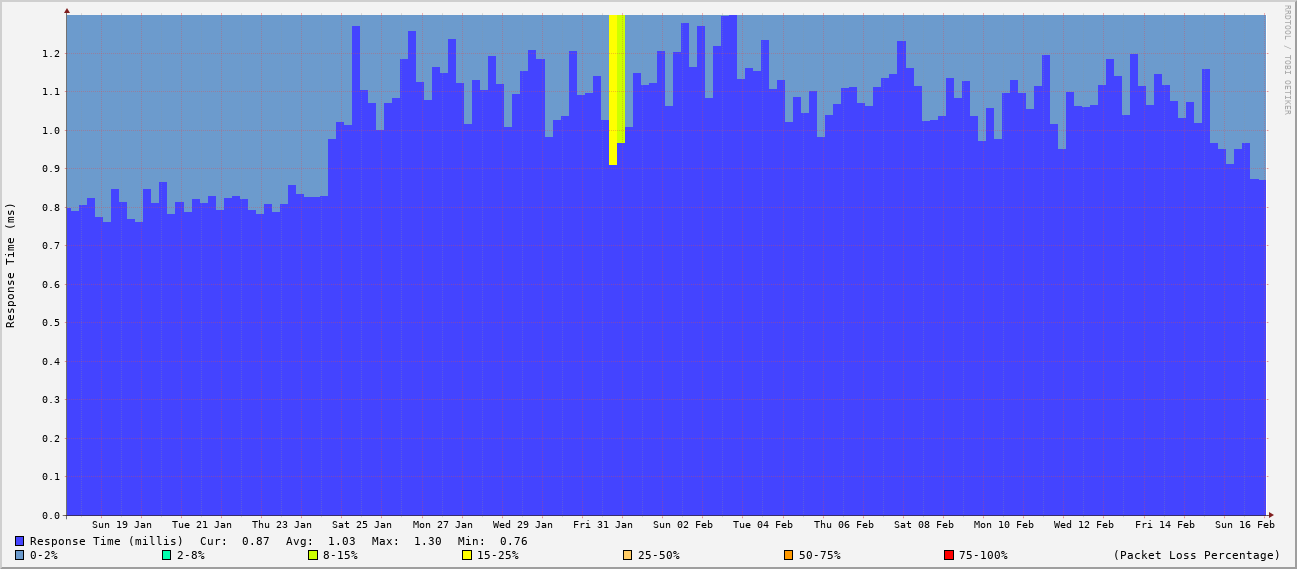 RRDTOOL / TOBI OETIKER
Response Time (ms)
1.2
1.1
1.0
0.9
0.8
0.7
0.6
0.5
0.4
0.3
0.2
0.1
0.0
Sun 19 Jan Tue 21 Jan Thu 23 Jan Sat 25 Jan Mon 27 Jan Wed 29 Jan Fri 31 Jan Sun 02 Feb Tue 04 Feb Thu 06 Feb Sat 08 Feb Mon 10 Feb Wed 12 Feb Fri 14 Feb Sun 16 Feb
Response Time (millis) Cur: 0.87 Avg: 1.03 Max: 1.30 Min: 0.76
0-2% 2-8% 8-15% 15-25% 25-50% 50-75% 75-100% (Packet Loss Percentage)